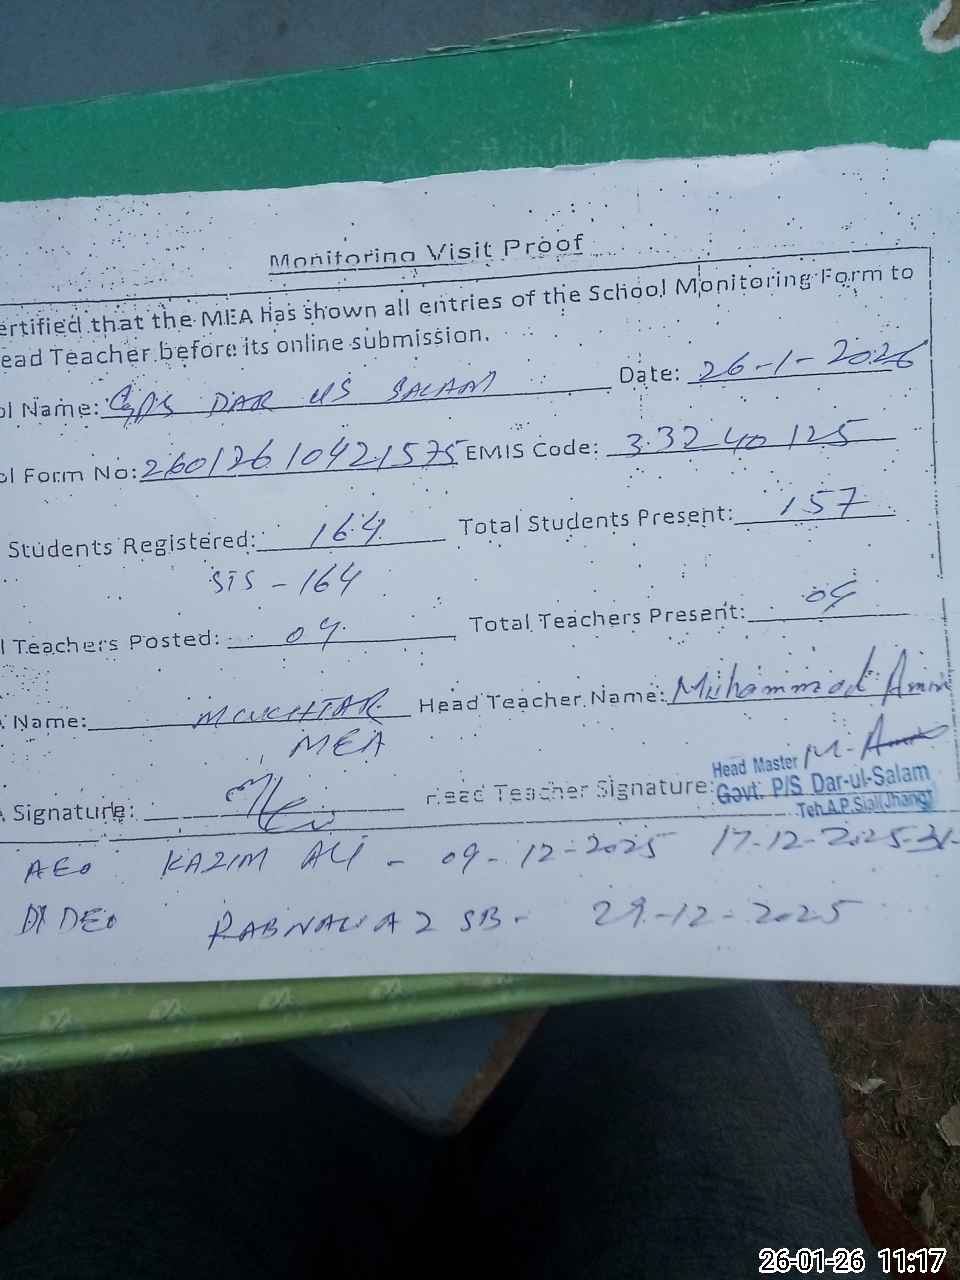 Monitoring Visit Proof
ertified that the MEA has shown all entries of the School Monitoring Form to
ead Teacher before its online submission.
ol Name: GPS DAR US SALAM Date: 26-1-2026
ol Form No: 26012610421575 EMIS Code: 33240125
Students Registered: 164 Total Students Present: 157
STS - 164
l Teachers Posted: 04 Total Teachers Present: 04
Name: MUKHTAR Head Teacher Name: Muhammad Amin
MEA
Signature: Head Teacher Signature: M. Amin
Head Master
Govt. P/S Dar-ul-Salam
Teh.A.P.Sial(Jhang)
AEO KAZIM ALI - 09-12-2025 17-12-2025-31-
DY DEO RABNAWAZ SB - 29-12-2025
26-01-26 11:17